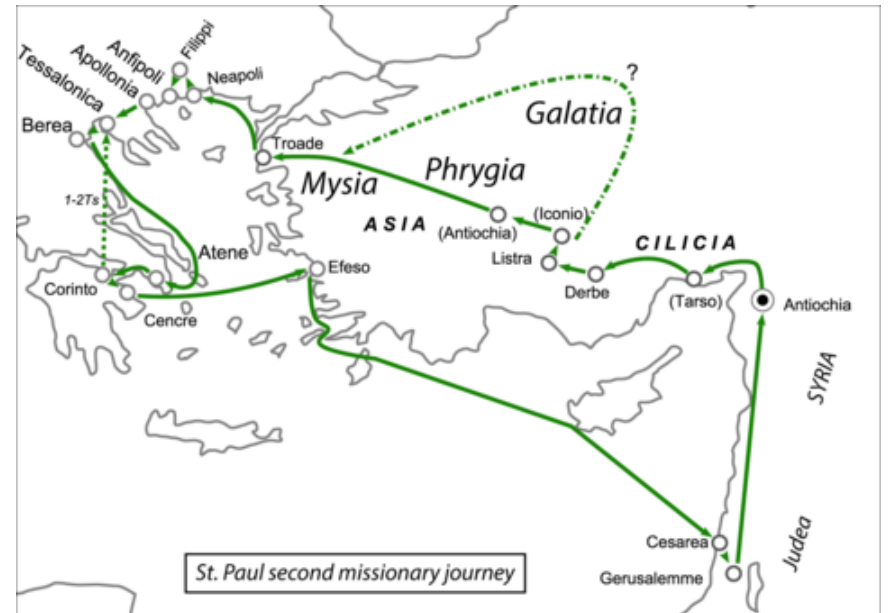 Filippi
Anfipoli
Apollonia
Tessalonica
Neapoli
Berea
?
Galatia
Troade
Mysia
Phrygia
1-2Ts
ASIA
(Antiochia)
(Iconio)
CILICIA
Atene
Efeso
Listra
Derbe
(Tarso)
Antiochia
Corinto
Cencre
SYRIA
Cesarea
Judea
Gerusalemme
St. Paul second missionary journey